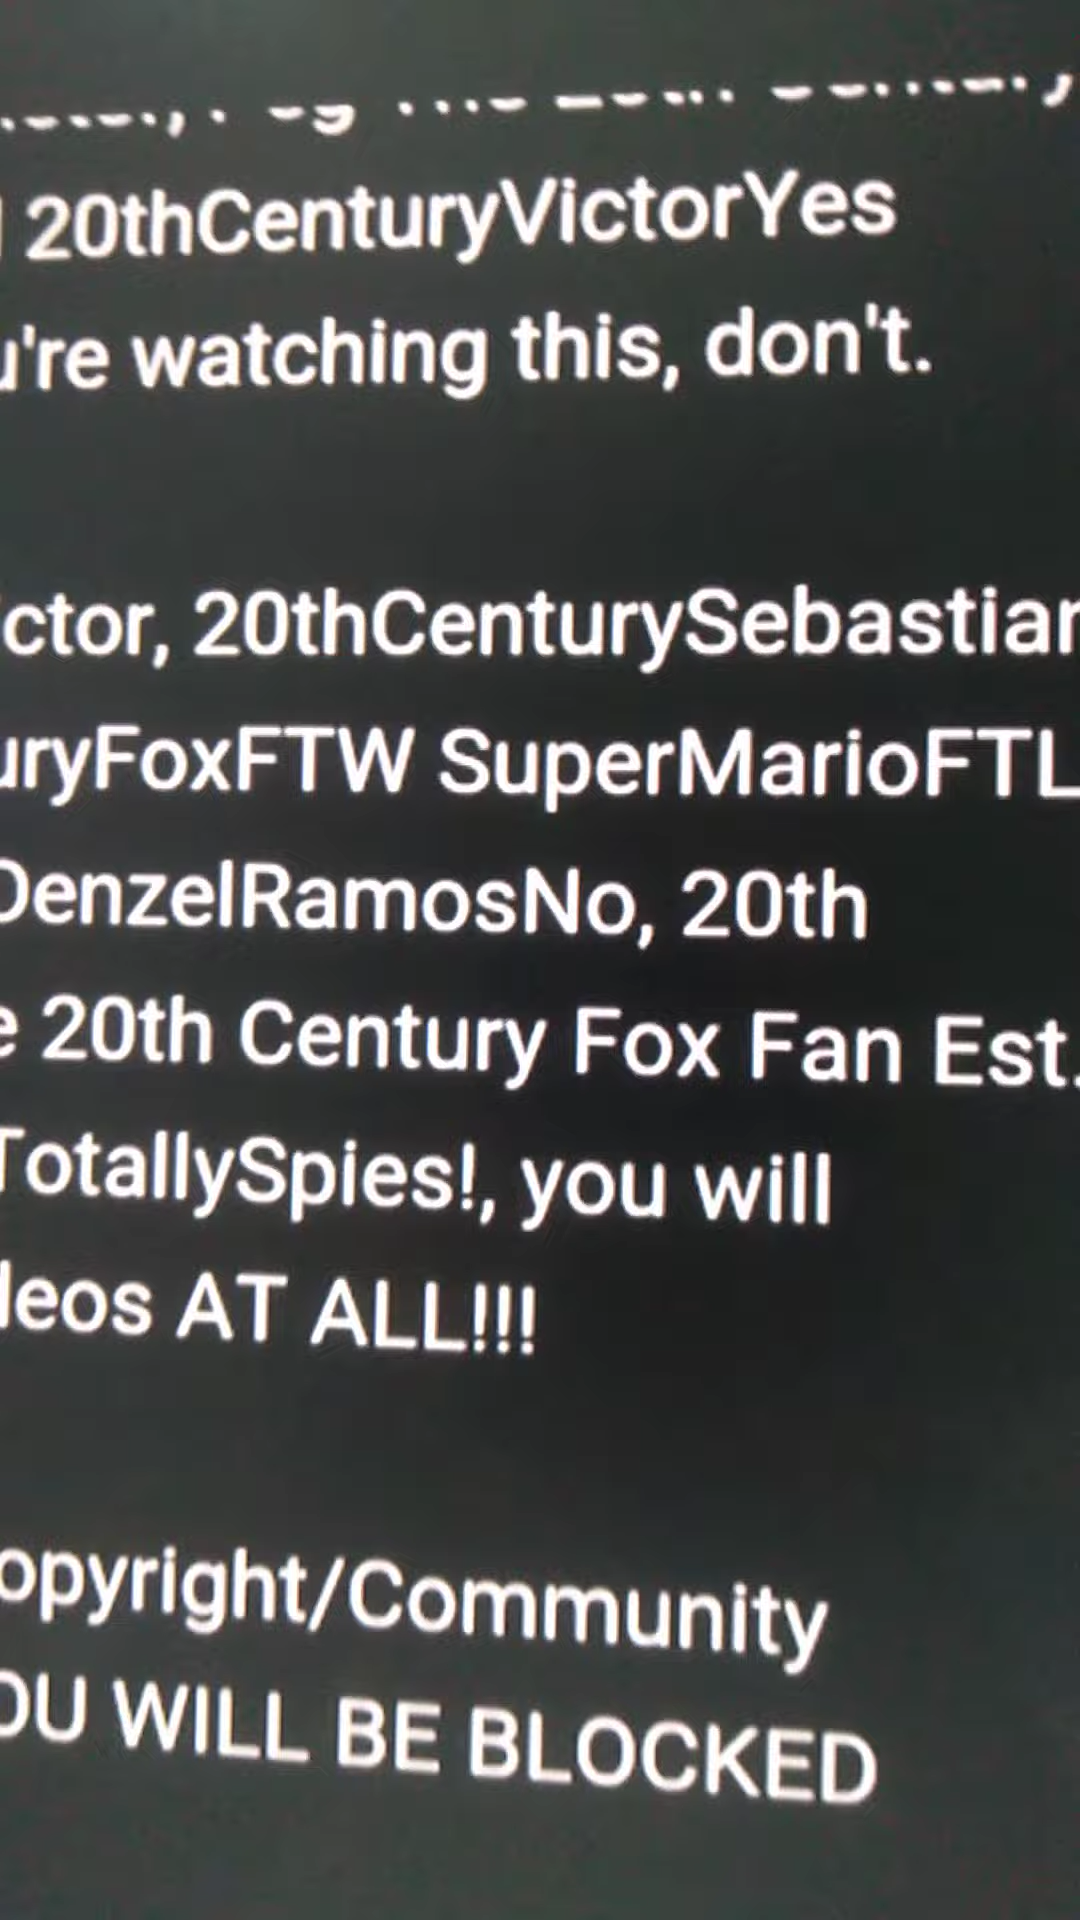 20thCenturyVictorYes
u're watching this, don't.
ctor, 20thCenturySebastian
uryFoxFTW SuperMarioFTL
DenzelRamosNo, 20th
e 20th Century Fox Fan Est.
TotallySpies!, you will
deos AT ALL!!!
opyright/Community
OU WILL BE BLOCKED